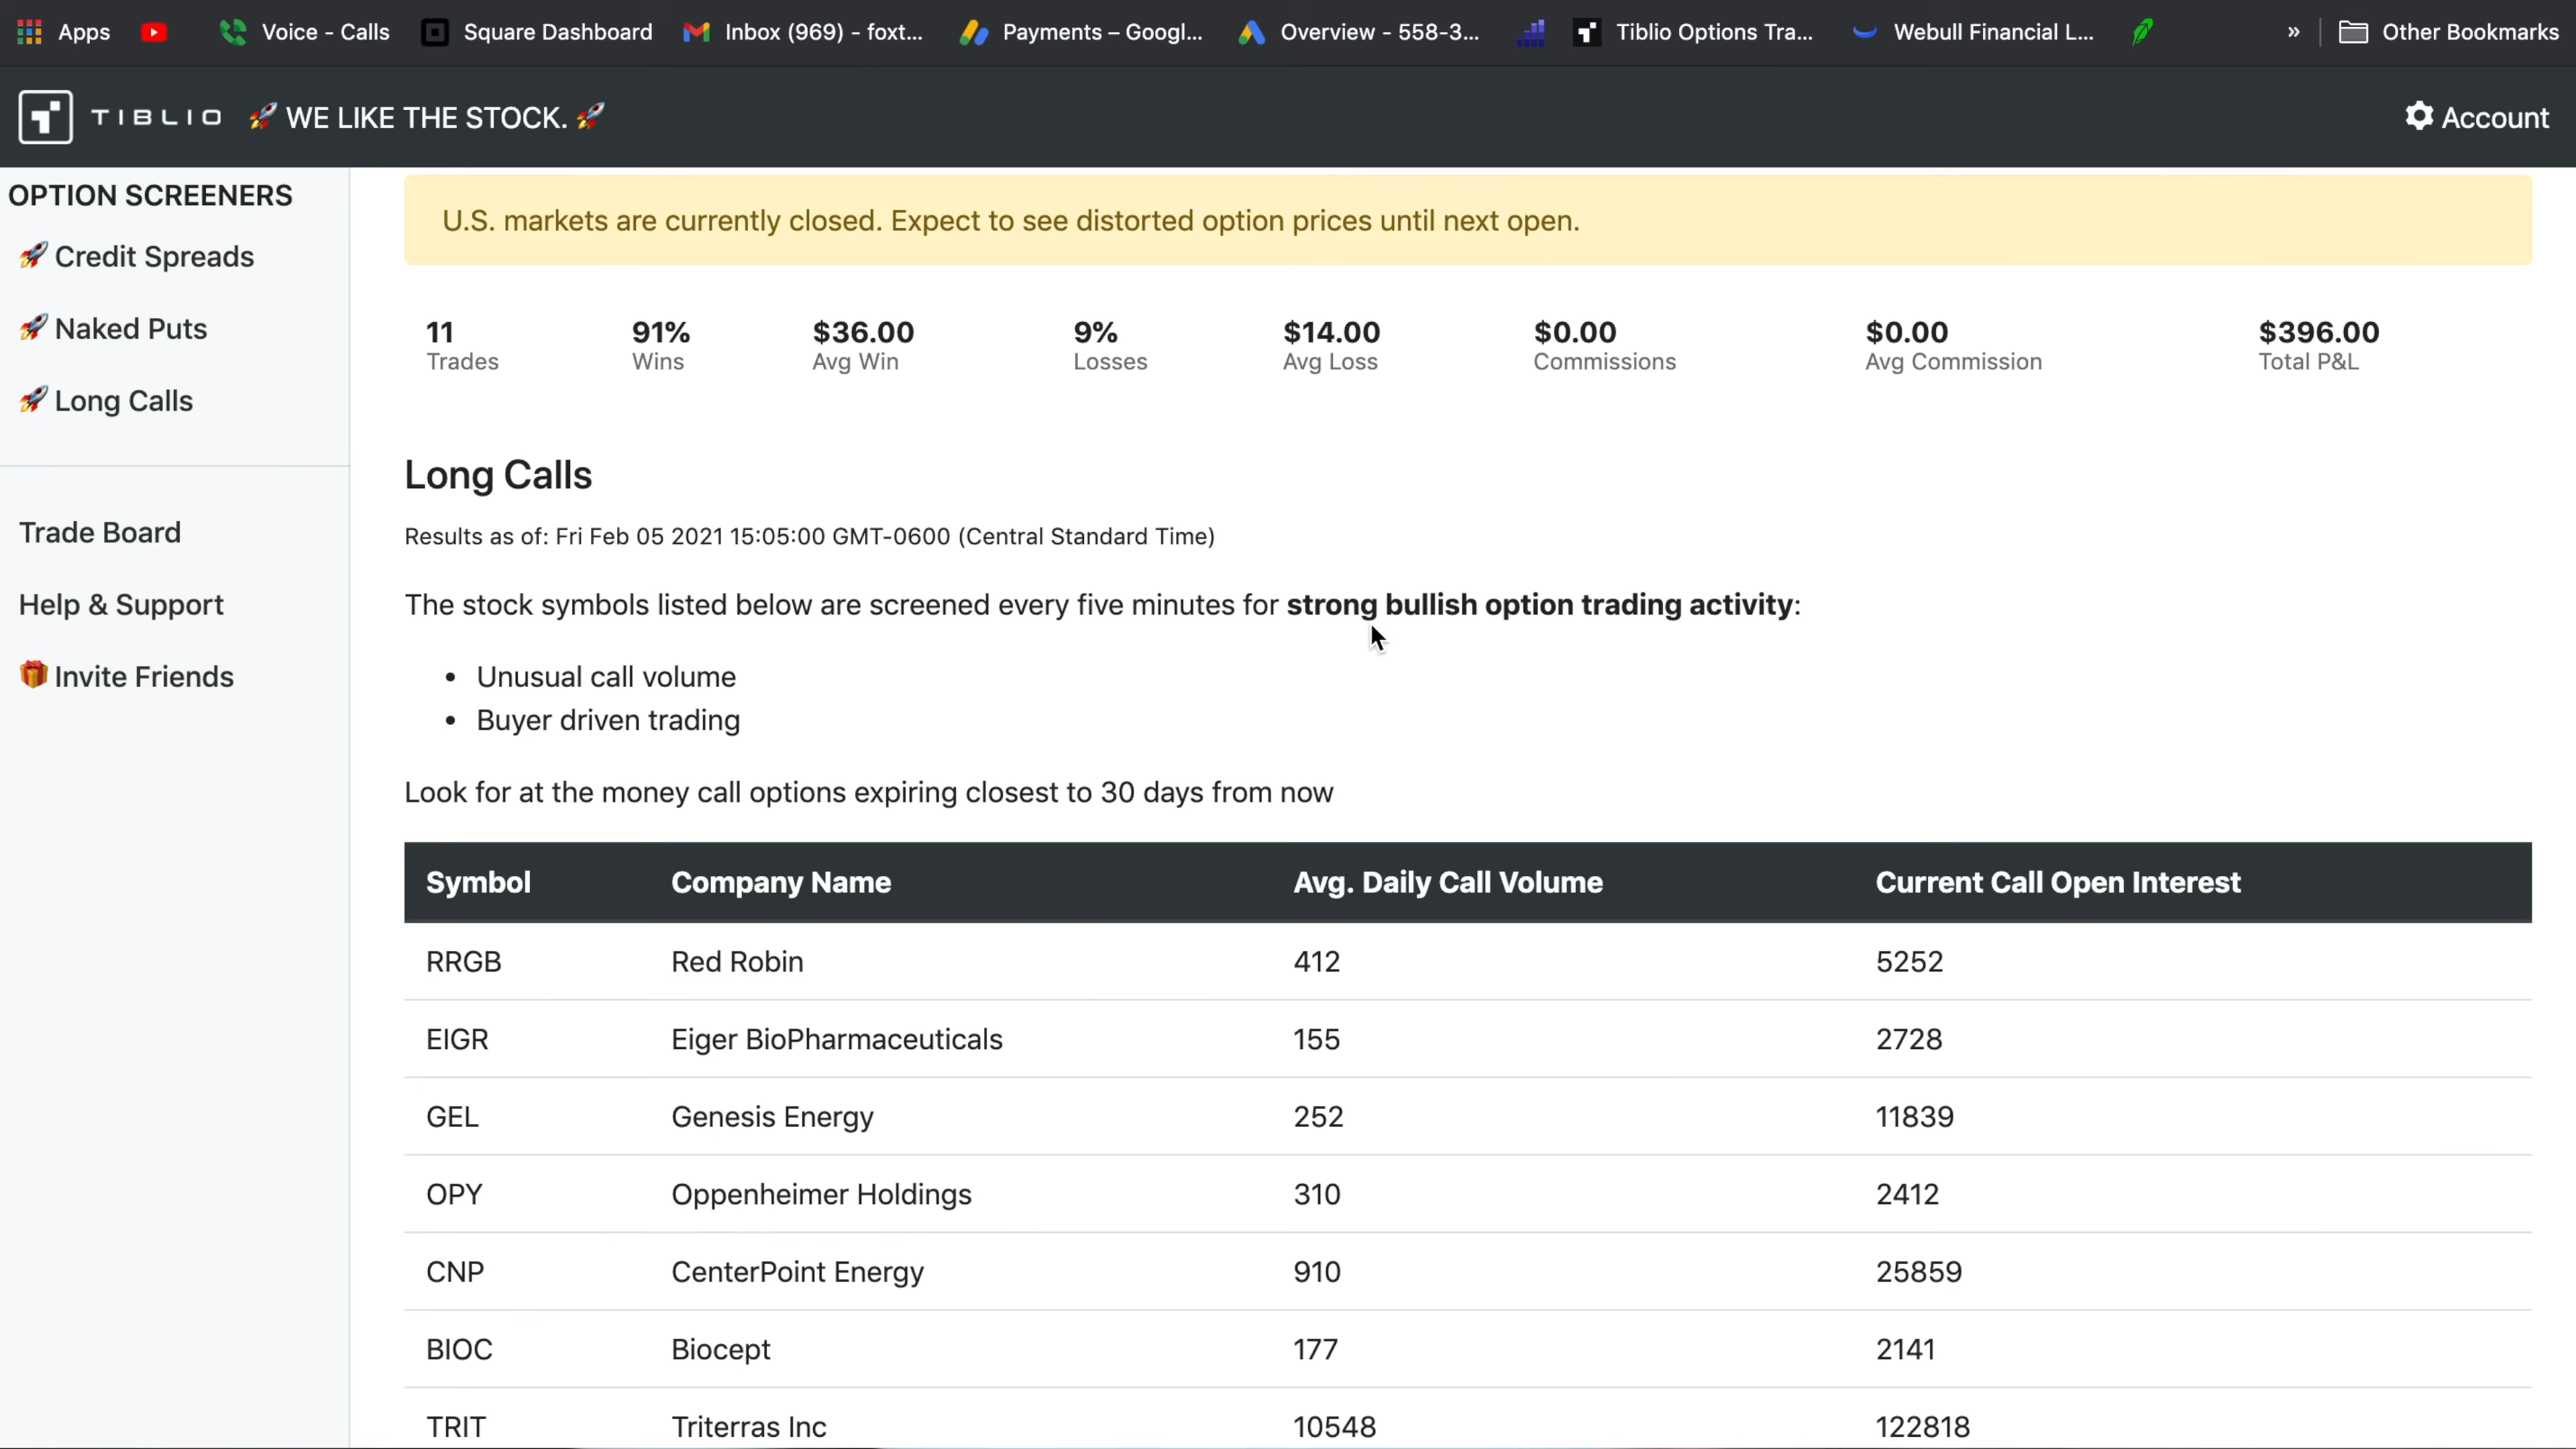 Apps Voice - Calls Square Dashboard Inbox (969) - foxt... Payments – Googl... Overview - 558-3... Tiblio Options Tra... Webull Financial L... » Other Bookmarks
TIBLIO 🚀 WE LIKE THE STOCK. 🚀 Account
OPTION SCREENERS
🚀 Credit Spreads
🚀 Naked Puts
🚀 Long Calls
Trade Board
Help & Support
🎁 Invite Friends
U.S. markets are currently closed. Expect to see distorted option prices until next open.
11 91% $36.00 9% $14.00 $0.00 $0.00 $396.00
Trades Wins Avg Win Losses Avg Loss Commissions Avg Commission Total P&L
Long Calls
Results as of: Fri Feb 05 2021 15:05:00 GMT-0600 (Central Standard Time)
The stock symbols listed below are screened every five minutes for strong bullish option trading activity:
• Unusual call volume
• Buyer driven trading
Look for at the money call options expiring closest to 30 days from now
Symbol Company Name Avg. Daily Call Volume Current Call Open Interest
RRGB Red Robin 412 5252
EIGR Eiger BioPharmaceuticals 155 2728
GEL Genesis Energy 252 11839
OPY Oppenheimer Holdings 310 2412
CNP CenterPoint Energy 910 25859
BIOC Biocept 177 2141
TRIT Triterras Inc 10548 122818